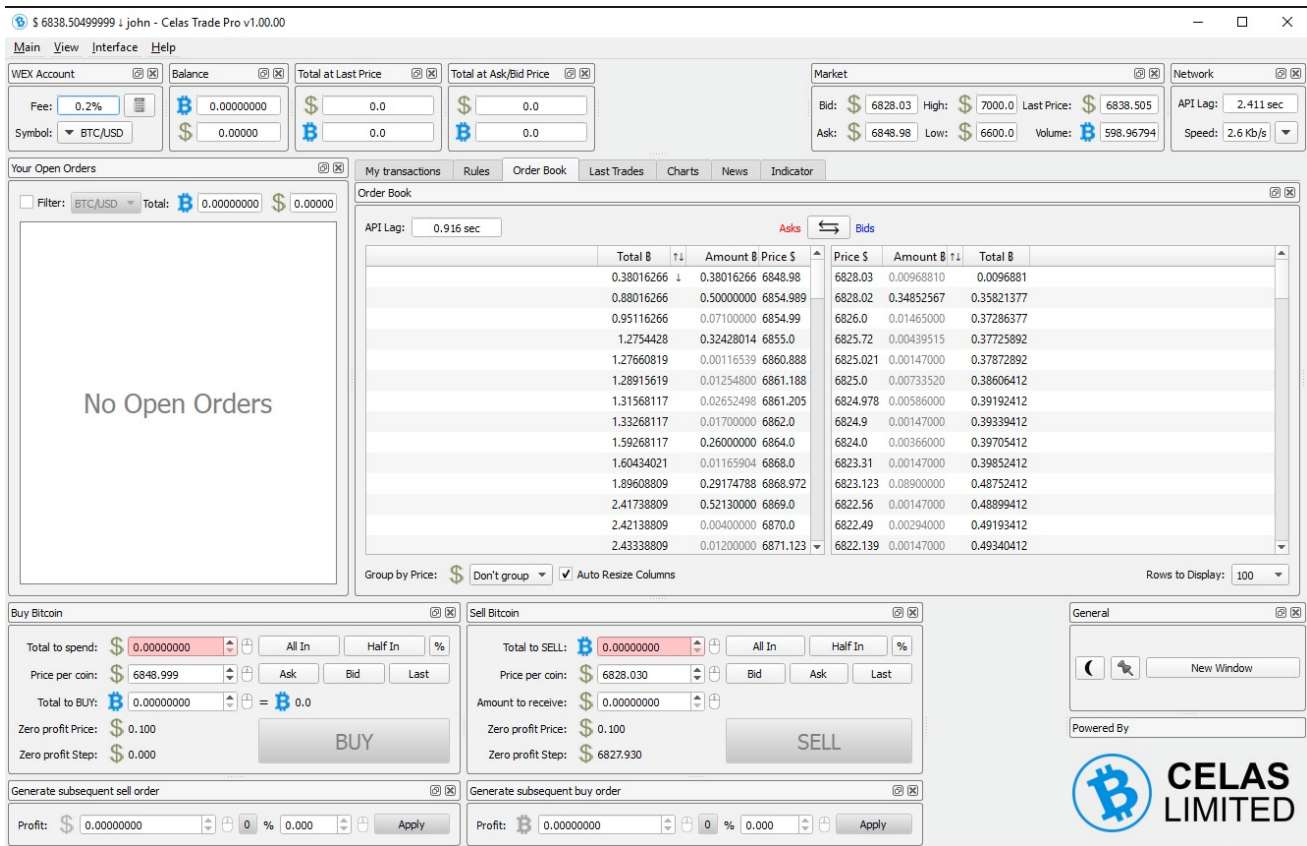 $ 6838.50499999 ↓ john - Celas Trade Pro v1.00.00
Main View Interface Help
WEX Account Balance Total at Last Price Total at Ask/Bid Price Market Network
Fee: 0.2% 0.00000000 $ 0.0 $ 0.0 Bid: $ 6828.03 High: $ 7000.0 Last Price: $ 6838.505 API Lag: 2.411 sec
Symbol: BTC/USD $ 0.00000 0.0 0.0 Ask: $ 6848.98 Low: $ 6600.0 Volume: 598.96794 Speed: 2.6 Kb/s
Your Open Orders
Filter: BTC/USD Total: 0.00000000 $ 0.00000
No Open Orders
My transactions Rules Order Book Last Trades Charts News Indicator
Order Book
API Lag: 0.916 sec Asks Bids
Total B ↑↓ Amount B Price $ Price $ Amount B ↑↓ Total B
0.38016266 ↓ 0.38016266 6848.98 6828.03 0.00968810 0.0096881
0.88016266 0.50000000 6854.989 6828.02 0.34852567 0.35821377
0.95116266 0.07100000 6854.99 6826.0 0.01465000 0.37286377
1.2754428 0.32428014 6855.0 6825.72 0.00439515 0.37725892
1.27660819 0.00116539 6860.888 6825.021 0.00147000 0.37872892
1.28915619 0.01254800 6861.188 6825.0 0.00733520 0.38606412
1.31568117 0.02652498 6861.205 6824.978 0.00586000 0.39192412
1.33268117 0.01700000 6862.0 6824.9 0.00147000 0.39339412
1.59268117 0.26000000 6864.0 6824.0 0.00366000 0.39705412
1.60434021 0.01165904 6868.0 6823.31 0.00147000 0.39852412
1.89608809 0.29174788 6868.972 6823.123 0.08900000 0.48752412
2.41738809 0.52130000 6869.0 6822.56 0.00147000 0.48899412
2.42138809 0.00400000 6870.0 6822.49 0.00294000 0.49193412
2.43338809 0.01200000 6871.123 6822.139 0.00147000 0.49340412
Group by Price: $ Don't group Auto Resize Columns Rows to Display: 100
Buy Bitcoin
Total to spend: $ 0.00000000 All In Half In %
Price per coin: $ 6848.999 Ask Bid Last
Total to BUY: 0.00000000 = 0.0
Zero profit Price: $ 0.100
Zero profit Step: $ 0.000
BUY
Sell Bitcoin
Total to SELL: 0.00000000 All In Half In %
Price per coin: $ 6828.030 Bid Ask Last
Amount to receive: $ 0.00000000
Zero profit Price: $ 0.100
Zero profit Step: $ 6827.930
SELL
General
New Window
Powered By
CELAS
LIMITED
Generate subsequent sell order
Profit: $ 0.00000000 0 % 0.000 Apply
Generate subsequent buy order
Profit: 0.00000000 0 % 0.000 Apply